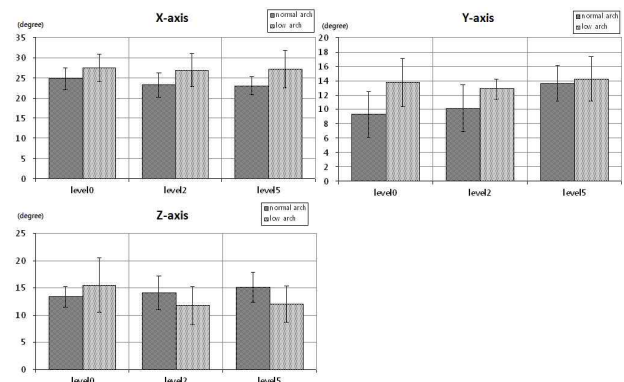 X-axis
(degree)
normal arch
low arch
35
30
25
20
15
10
5
0
level0 level2 level5
Y-axis
(degree)
normal arch
low arch
20
18
16
14
12
10
8
6
4
2
0
level0 level2 level5
Z-axis
(degree)
normal arch
low arch
25
20
15
10
5
0
level0 level2 level5